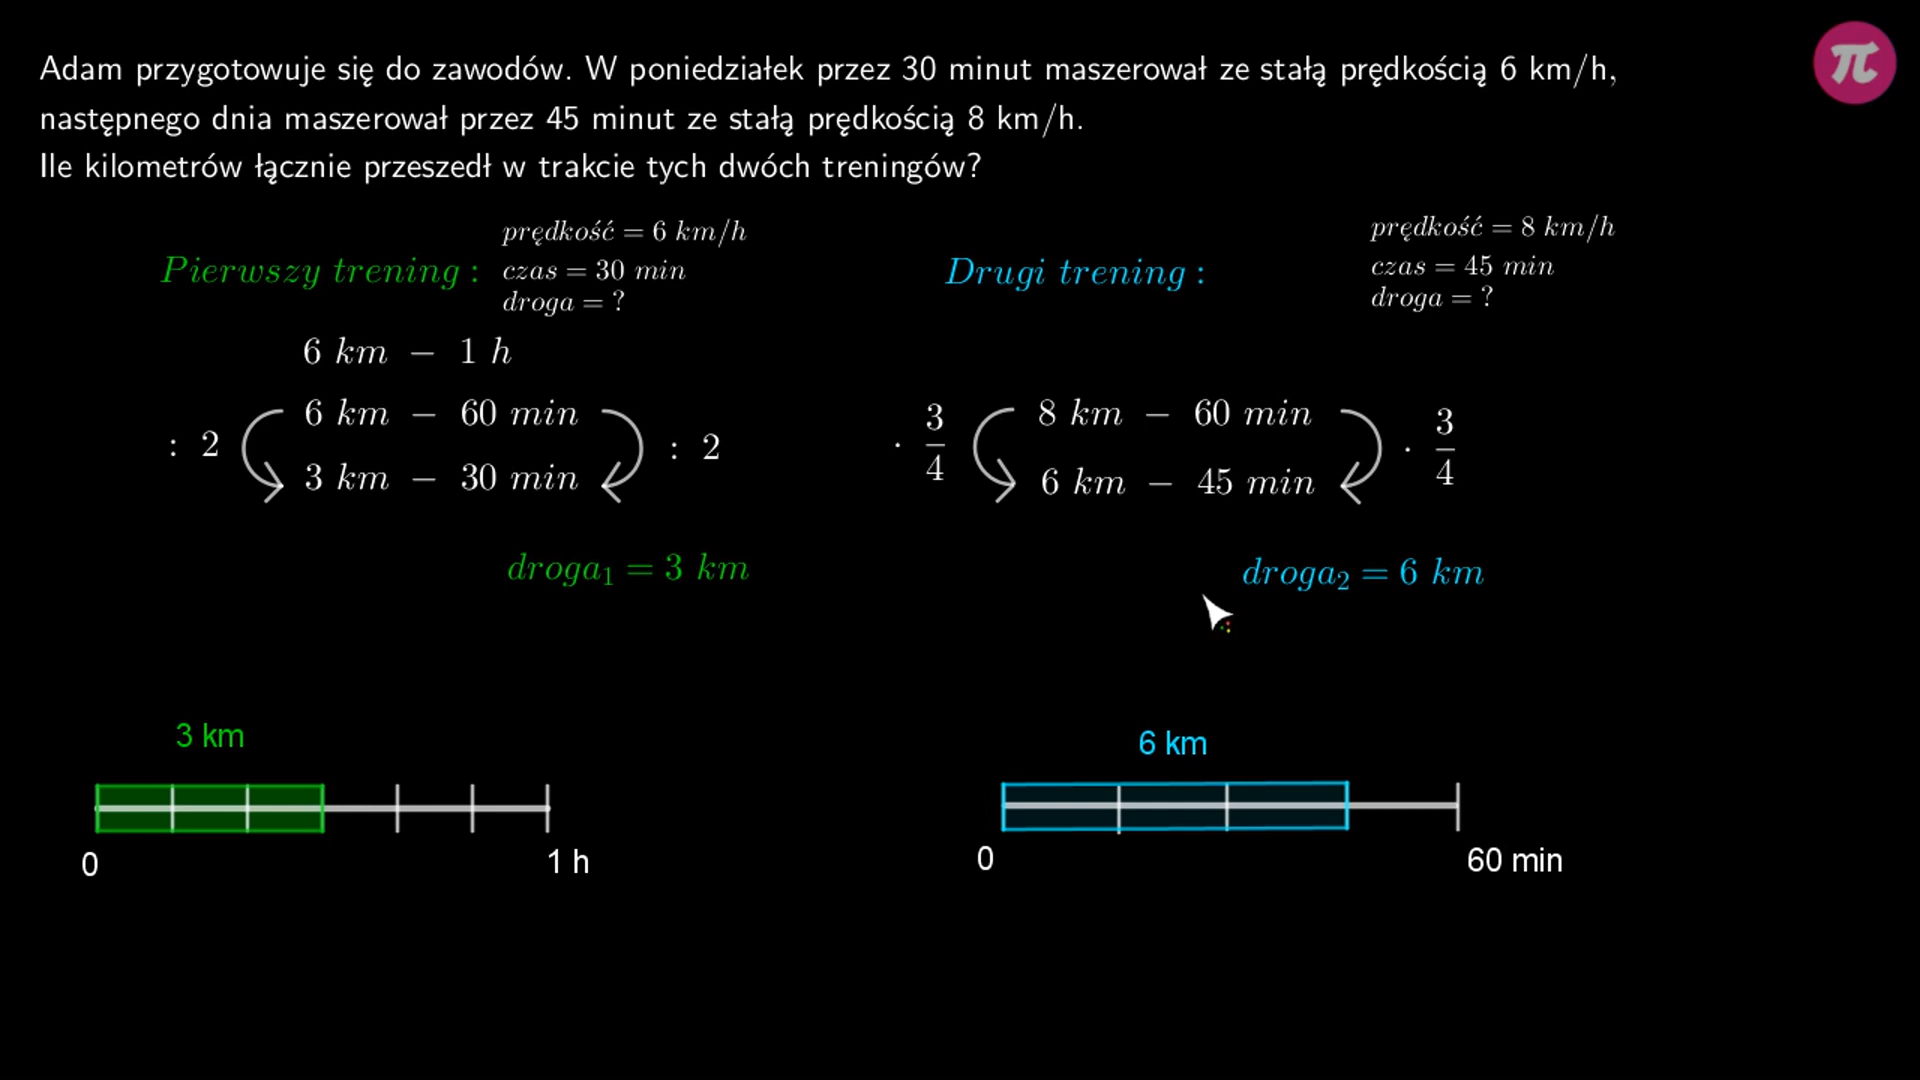 Adam przygotowuje się do zawodów. W poniedziałek przez 30 minut maszerował ze stałą prędkością 6 km/h,
następnego dnia maszerował przez 45 minut ze stałą prędkością 8 km/h.
Ile kilometrów łącznie przeszedł w trakcie tych dwóch treningów?
π
Pierwszy trening :
prędkość = 6 km/h
czas = 30 min
droga = ?
6 km − 1 h
6 km − 60 min
: 2
: 2
3 km − 30 min
droga₁ = 3 km
3 km
0
1 h
Drugi trening :
prędkość = 8 km/h
czas = 45 min
droga = ?
8 km − 60 min
· 3/4
· 3/4
6 km − 45 min
droga₂ = 6 km
6 km
0
60 min